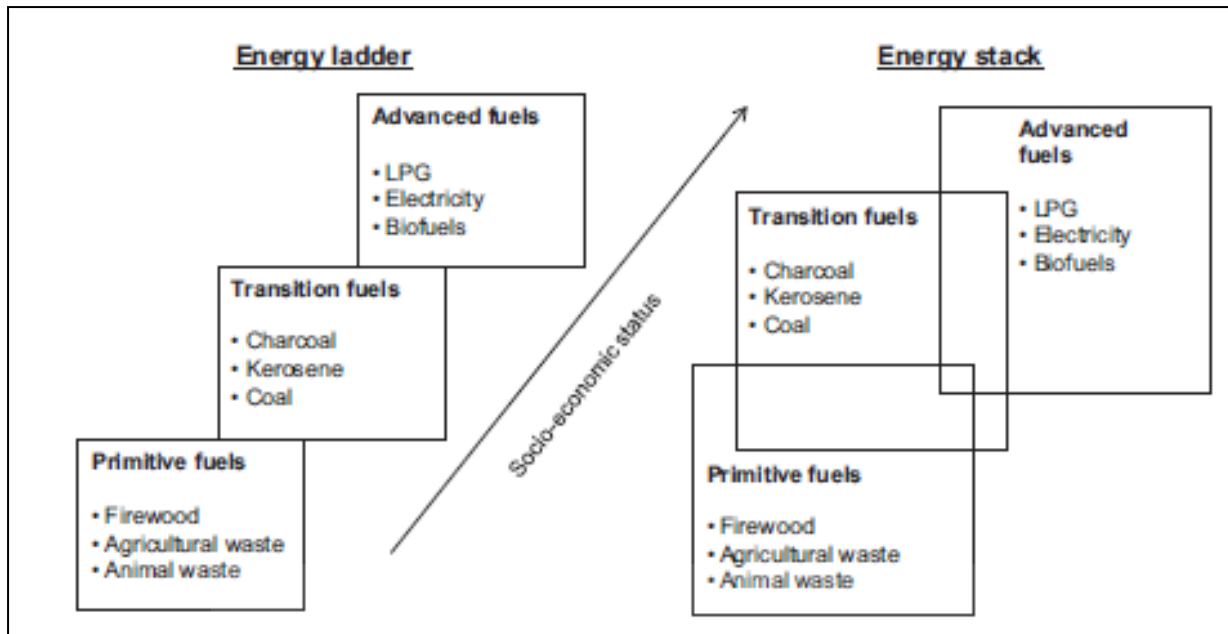 Energy ladder
Advanced fuels
• LPG
• Electricity
• Biofuels
Transition fuels
• Charcoal
• Kerosene
• Coal
Primitive fuels
• Firewood
• Agricultural waste
• Animal waste
Socio-economic status
Energy stack
Advanced
fuels
• LPG
• Electricity
• Biofuels
Transition fuels
• Charcoal
• Kerosene
• Coal
Primitive fuels
• Firewood
• Agricultural waste
• Animal waste